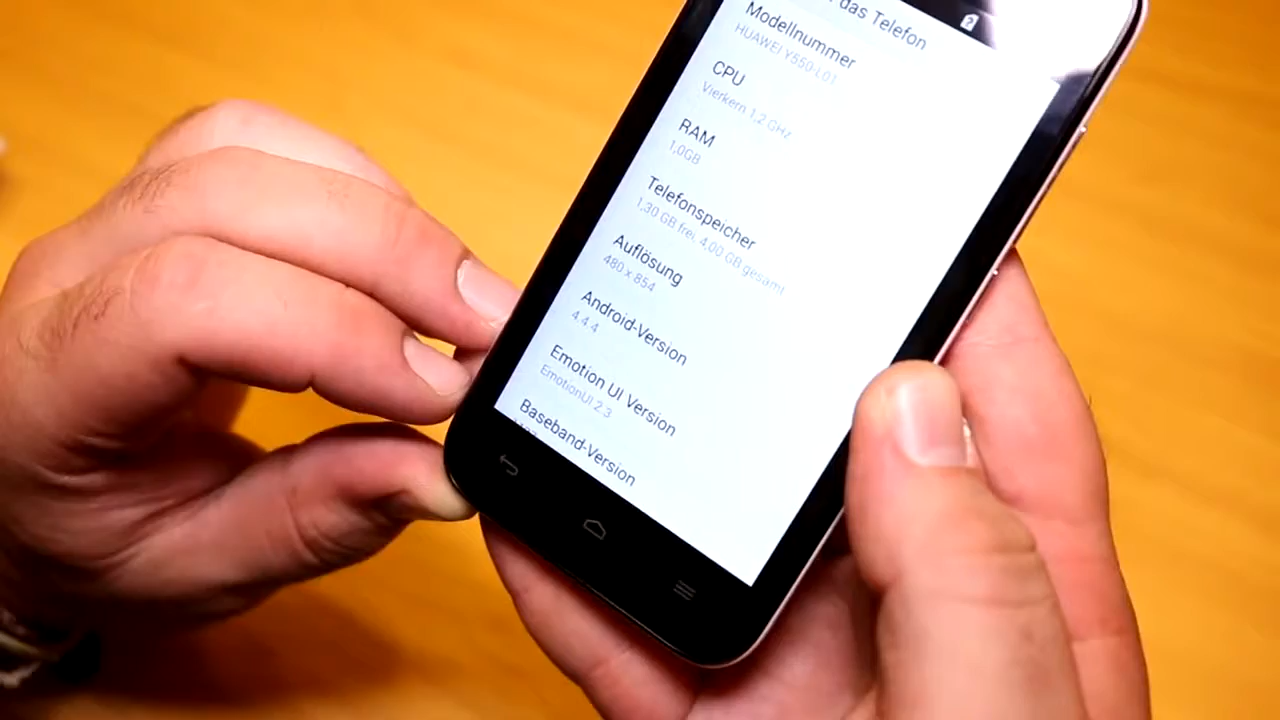 das Telefon
Modellnummer
HUAWEI Y550-L01
CPU
Vierkern 1,2 GHz
RAM
1,0GB
Telefonspeicher
1,30 GB frei, 4,00 GB gesamt
Auflösung
480 x 854
Android-Version
4.4.4
Emotion UI Version
EmotionUI 2.3
Baseband-Version